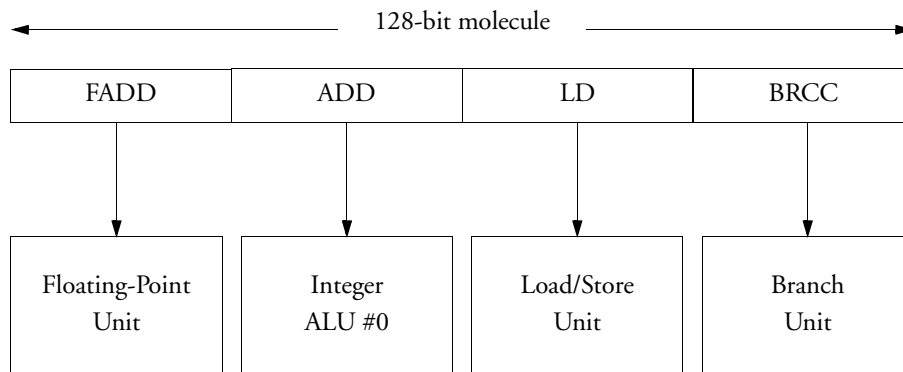 128-bit molecule
FADD ADD LD BRCC
Floating-Point Integer Load/Store Branch
Unit ALU #0 Unit Unit